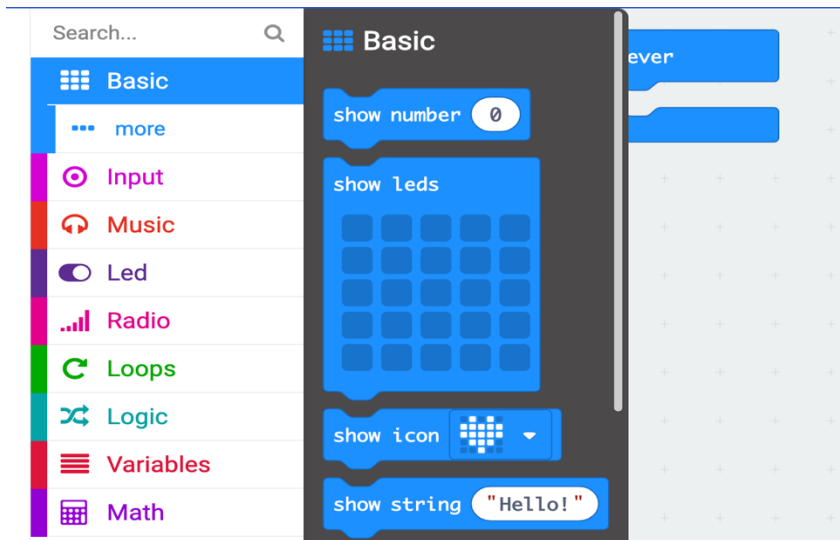 Search...
Basic
more
Input
Music
Led
Radio
Loops
Logic
Variables
Math
Basic
show number 0
show leds
show icon
show string "Hello!"
ever